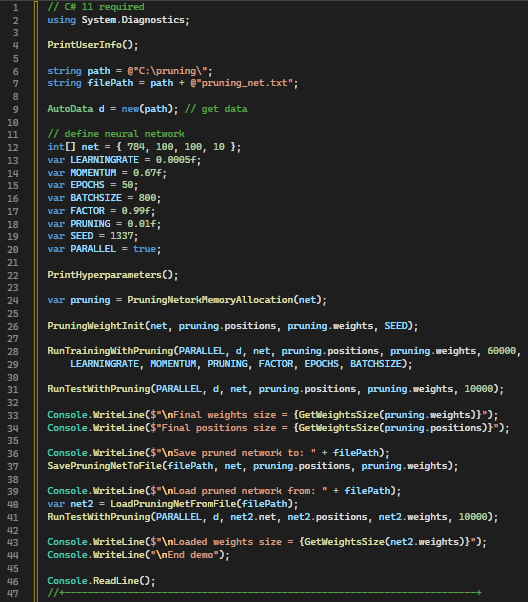 1 // C# 11 required
2 using System.Diagnostics;
3
4 PrintUserInfo();
5
6 string path = @"C:\pruning\";
7 string filePath = path + @"pruning_net.txt";
8
9 AutoData d = new(path); // get data
10
11 // define neural network
12 int[] net = { 784, 100, 100, 10 };
13 var LEARNINGRATE = 0.0005f;
14 var MOMENTUM = 0.67f;
15 var EPOCHS = 50;
16 var BATCHSIZE = 800;
17 var FACTOR = 0.99f;
18 var PRUNING = 0.01f;
19 var SEED = 1337;
20 var PARALLEL = true;
21
22 PrintHyperparameters();
23
24 var pruning = PruningNetorkMemoryAllocation(net);
25
26 PruningWeightInit(net, pruning.positions, pruning.weights, SEED);
27
28 RunTrainingWithPruning(PARALLEL, d, net, pruning.positions, pruning.weights, 60000,
29 LEARNINGRATE, MOMENTUM, PRUNING, FACTOR, EPOCHS, BATCHSIZE);
30
31 RunTestWithPruning(PARALLEL, d, net, pruning.positions, pruning.weights, 10000);
32
33 Console.WriteLine($"\nFinal weights size = {GetWeightsSize(pruning.weights)}");
34 Console.WriteLine($"Final positions size = {GetWeightsSize(pruning.positions)}");
35
36 Console.WriteLine($"\nSave pruned network to: " + filePath);
37 SavePruningNetToFile(filePath, net, pruning.positions, pruning.weights);
38
39 Console.WriteLine($"\nLoad pruned network from: " + filePath);
40 var net2 = LoadPruningNetFromFile(filePath);
41 RunTestWithPruning(PARALLEL, d, net2.net, net2.positions, net2.weights, 10000);
42
43 Console.WriteLine($"\nLoaded weights size = {GetWeightsSize(net2.weights)}");
44 Console.WriteLine("\nEnd demo");
45
46 Console.ReadLine();
47 //+------------------------------------------------------------------------+